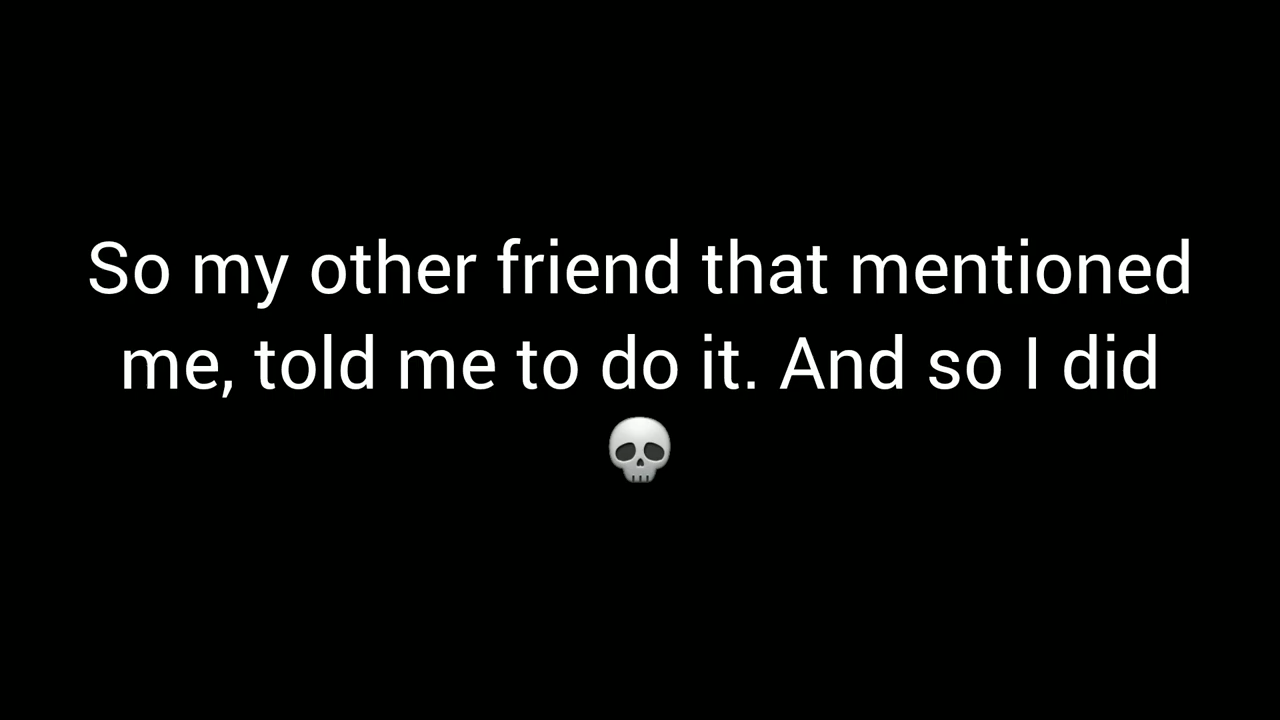 So my other friend that mentioned
me, told me to do it. And so I did
💀